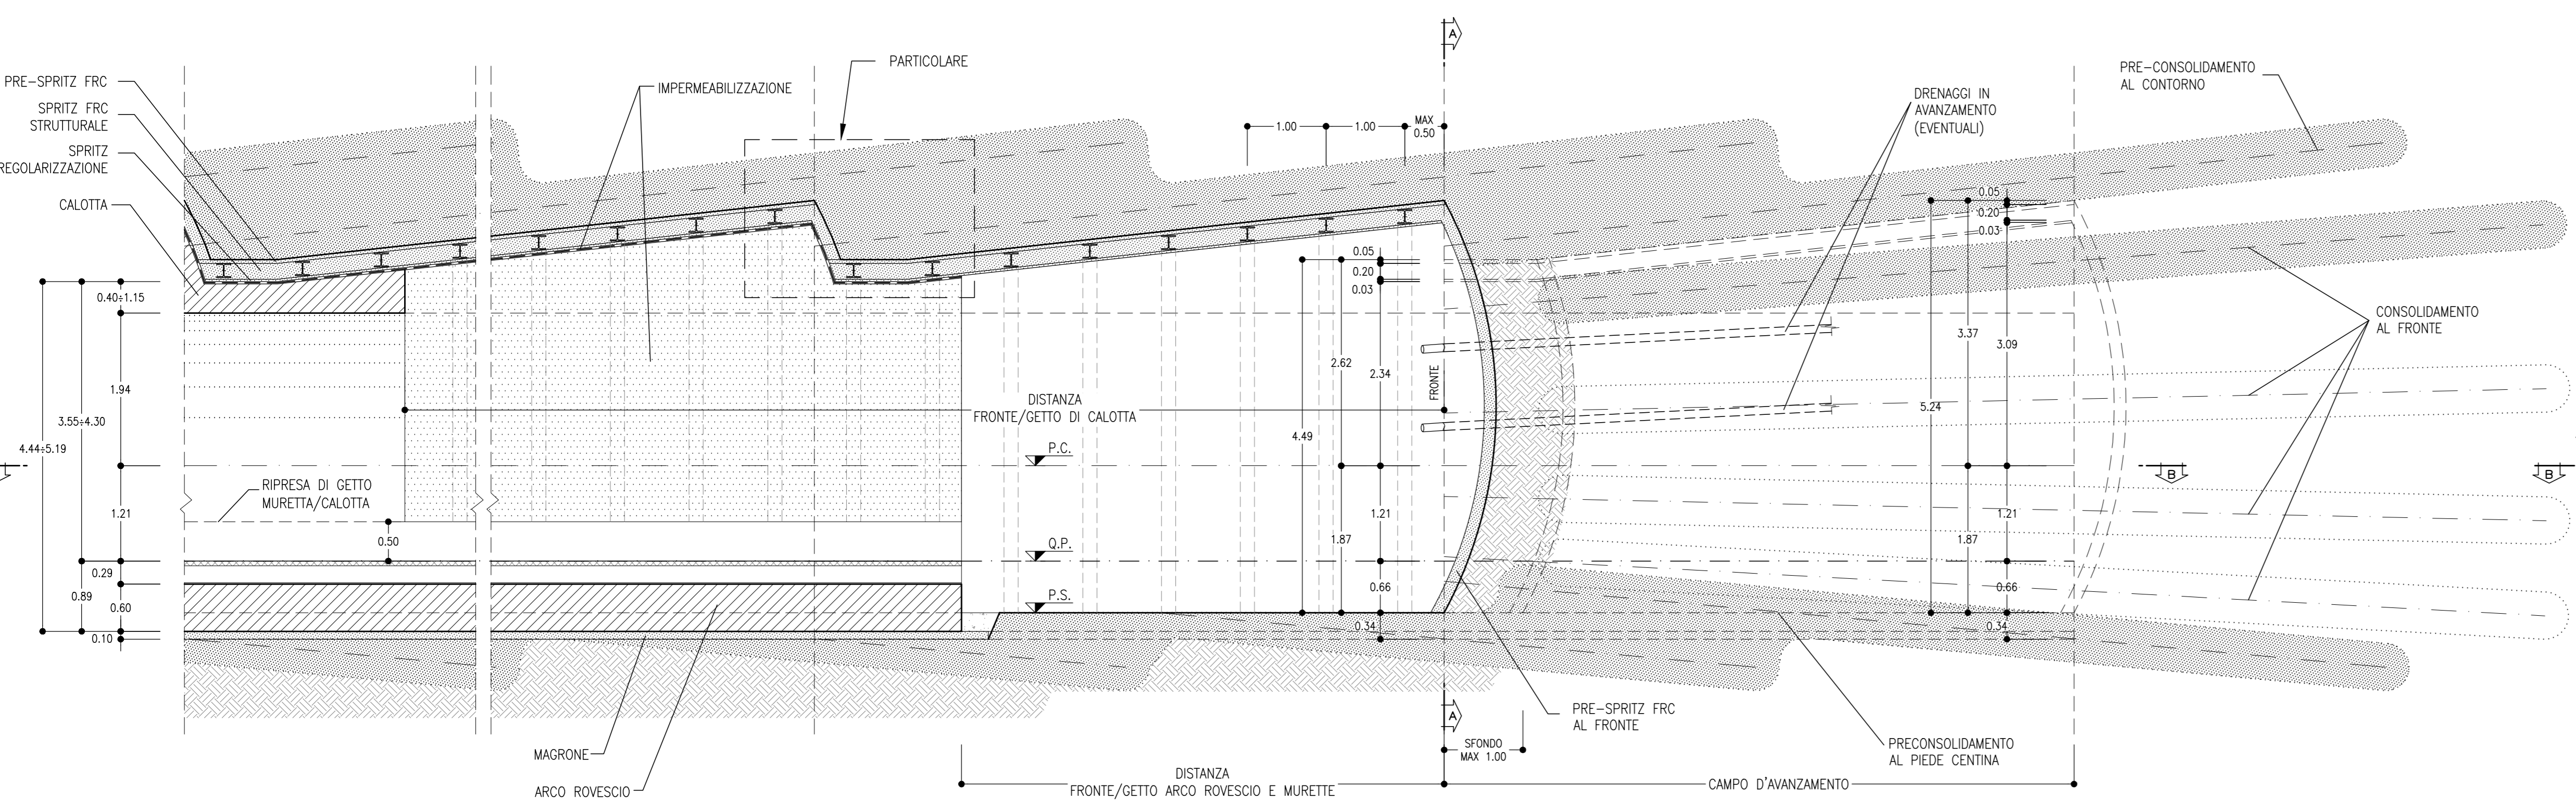 PRE-SPRITZ FRC
SPRITZ FRC
STRUTTURALE
SPRITZ
REGOLARIZZAZIONE
CALOTTA
PARTICOLARE
IMPERMEABILIZZAZIONE
A
1.00
1.00
MAX
0.50
DRENAGGI IN
AVANZAMENTO
(EVENTUALI)
PRE-CONSOLIDAMENTO
AL CONTORNO
0.05
0.20
0.03
0.05
0.20
0.03
0.40÷1.15
1.94
3.55÷4.30
4.44÷5.19
1.21
0.29
0.89
0.60
0.10
RIPRESA DI GETTO
MURETTA/CALOTTA
0.50
DISTANZA
FRONTE/GETTO DI CALOTTA
P.C.
Q.P.
P.S.
FRONTE
2.62
2.34
4.49
1.21
1.87
0.66
0.34
3.37
3.09
5.24
1.21
1.87
0.66
0.34
CONSOLIDAMENTO
AL FRONTE
B
B
MAGRONE
ARCO ROVESCIO
DISTANZA
FRONTE/GETTO ARCO ROVESCIO E MURETTE
A
SFONDO
MAX 1.00
PRE-SPRITZ FRC
AL FRONTE
CAMPO D'AVANZAMENTO
PRECONSOLIDAMENTO
AL PIEDE CENTINA